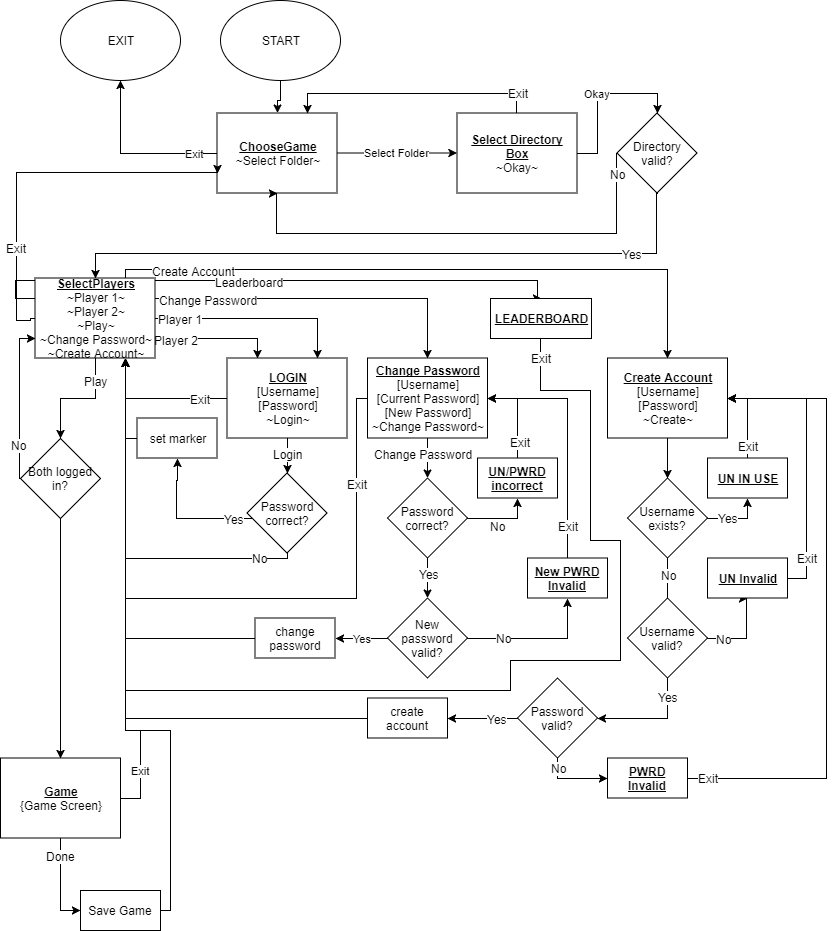 EXIT
START
Exit
Okay
ChooseGame
~Select Folder~
Select Folder
Select Directory
Box
~Okay~
Directory
valid?
Exit
No
Exit
Yes
Create Account
SelectPlayers
~Player 1~
~Player 2~
~Play~
~Change Password~
~Create Account~
Leaderboard
Change Password
Player 1
Player 2
LEADERBOARD
Exit
Play
LOGIN
[Username]
[Password]
~Login~
Change Password
[Username]
[Current Password]
[New Password]
~Change Password~
Create Account
[Username]
[Password]
~Create~
Exit
set marker
No
Login
Change Password
Exit
Exit
Both logged
in?
Exit
UN/PWRD
incorrect
UN IN USE
Password
correct?
Password
correct?
Username
exists?
Yes
No
Exit
Yes
No
Exit
Yes
No
New PWRD
Invalid
UN Invalid
change
password
Yes
New
password
valid?
No
Username
valid?
No
Yes
create
account
Yes
Password
valid?
No
Exit
PWRD
Invalid
Exit
Game
{Game Screen}
Done
Save Game